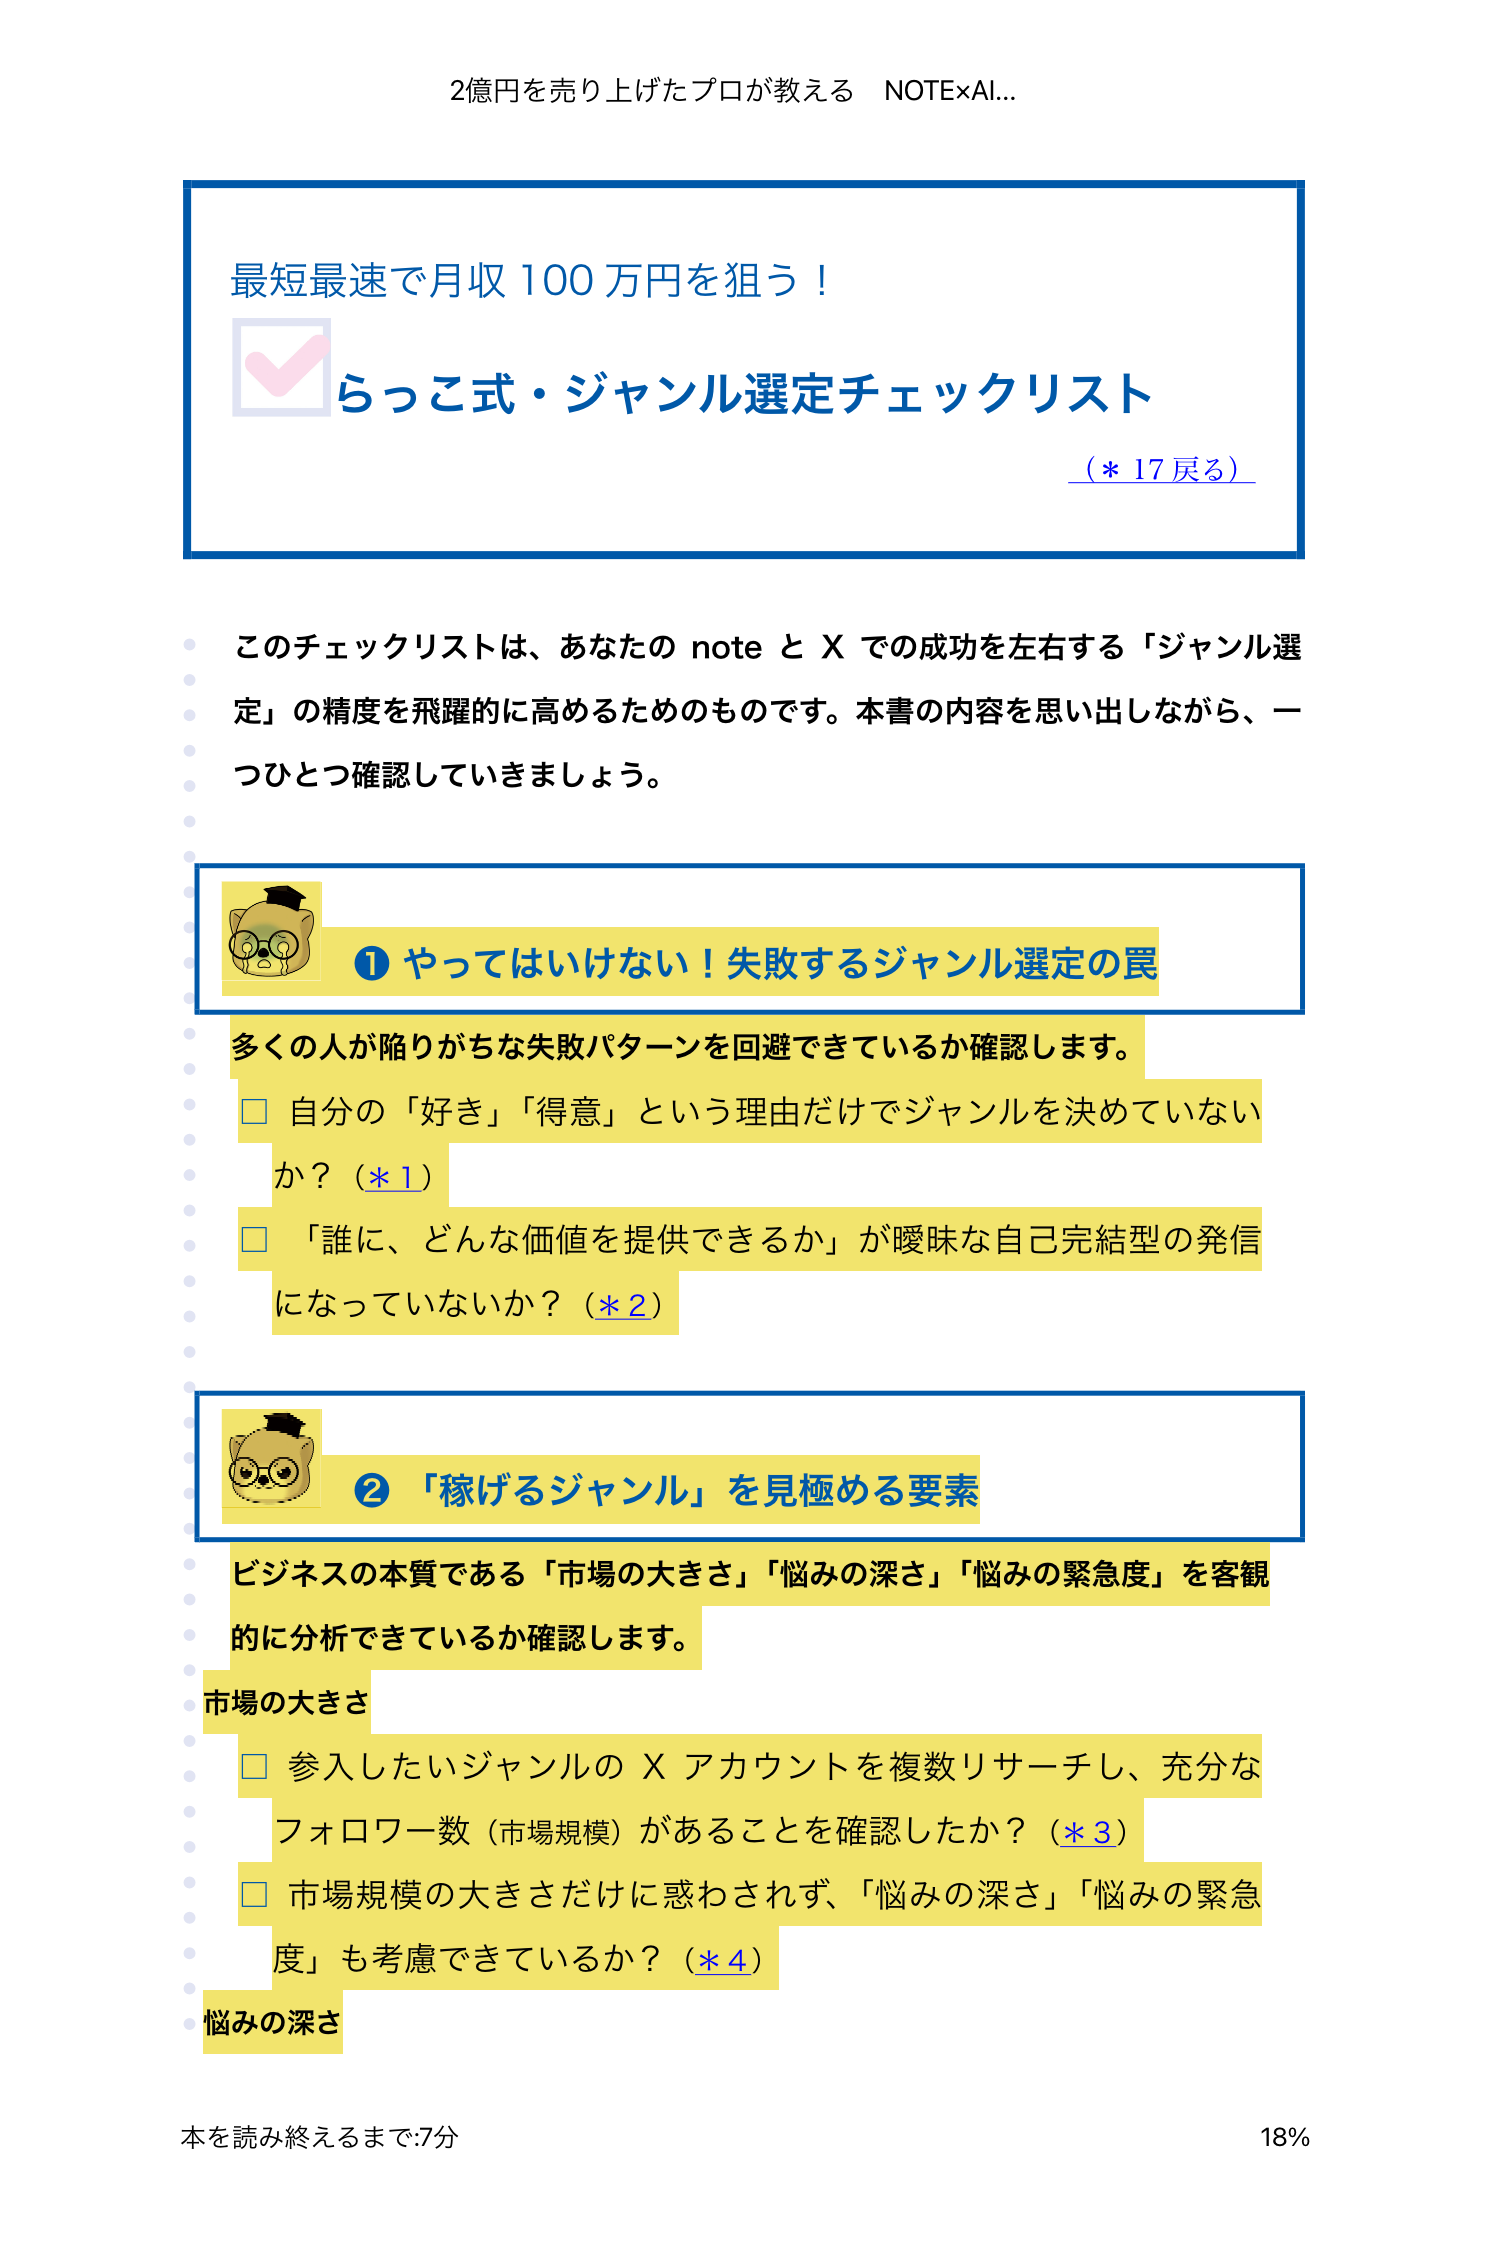 2億円を売り上げたプロが教える　NOTE×AI...
最短最速で月収 100 万円を狙う！
らっこ式・ジャンル選定チェックリスト
（＊ 17 戻る）
このチェックリストは、あなたの note と X での成功を左右する「ジャンル選
定」の精度を飛躍的に高めるためのものです。本書の内容を思い出しながら、一
つひとつ確認していきましょう。
❶ やってはいけない！失敗するジャンル選定の罠
多くの人が陥りがちな失敗パターンを回避できているか確認します。
□ 自分の「好き」「得意」という理由だけでジャンルを決めていない
か？（＊1）
□ 「誰に、どんな価値を提供できるか」が曖昧な自己完結型の発信
になっていないか？（＊2）
❷ 「稼げるジャンル」を見極める要素
ビジネスの本質である「市場の大きさ」「悩みの深さ」「悩みの緊急度」を客観
的に分析できているか確認します。
市場の大きさ
□ 参入したいジャンルの X アカウントを複数リサーチし、充分な
フォロワー数（市場規模）があることを確認したか？（＊3）
□ 市場規模の大きさだけに惑わされず、「悩みの深さ」「悩みの緊急
度」も考慮できているか？（＊4）
悩みの深さ
本を読み終えるまで:7分
18%